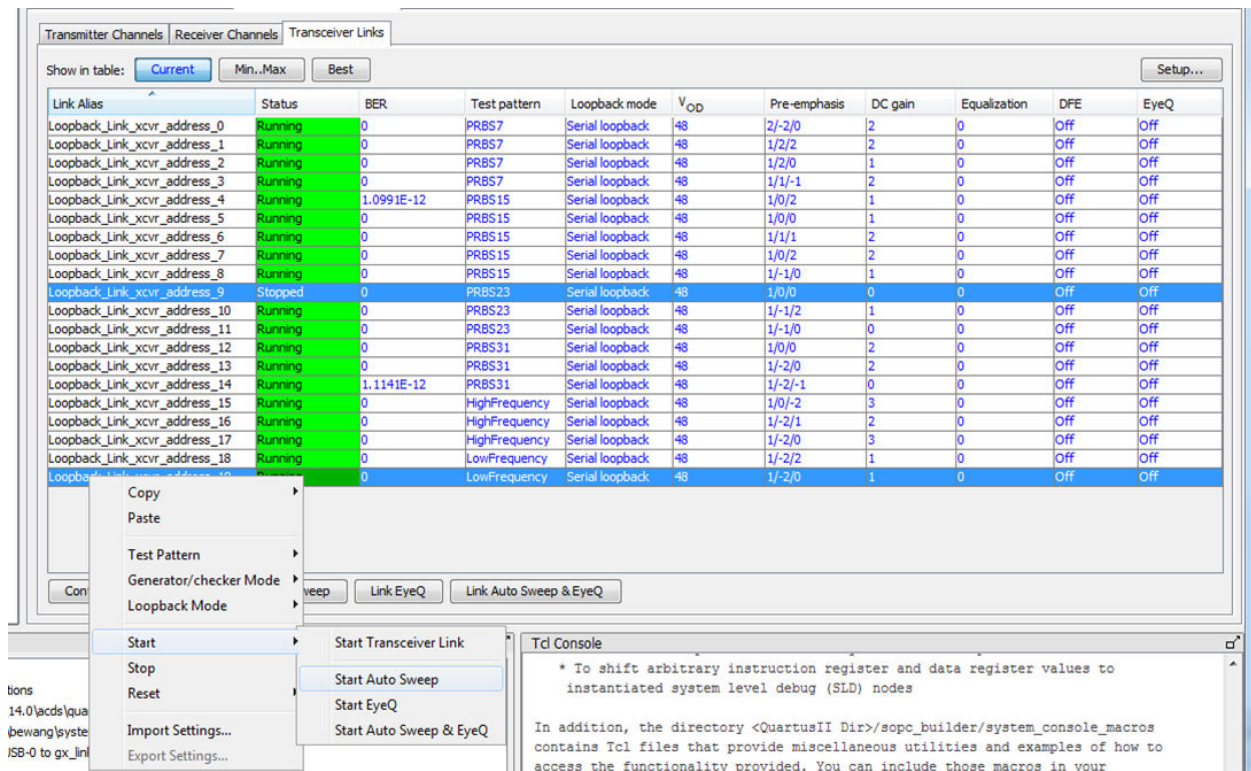 Transmitter Channels Receiver Channels Transceiver Links
Show in table: Current Min..Max Best Setup...
Link Alias Status BER Test pattern Loopback mode VOD Pre-emphasis DC gain Equalization DFE EyeQ
Loopback_Link_xcvr_address_0 Running 0 PRBS7 Serial loopback 48 2/-2/0 2 0 Off Off
Loopback_Link_xcvr_address_1 Running 0 PRBS7 Serial loopback 48 1/2/2 2 0 Off Off
Loopback_Link_xcvr_address_2 Running 0 PRBS7 Serial loopback 48 1/2/0 1 0 Off Off
Loopback_Link_xcvr_address_3 Running 0 PRBS7 Serial loopback 48 1/1/-1 2 0 Off Off
Loopback_Link_xcvr_address_4 Running 1.0991E-12 PRBS15 Serial loopback 48 1/0/2 1 0 Off Off
Loopback_Link_xcvr_address_5 Running 0 PRBS15 Serial loopback 48 1/0/0 1 0 Off Off
Loopback_Link_xcvr_address_6 Running 0 PRBS15 Serial loopback 48 1/1/1 2 0 Off Off
Loopback_Link_xcvr_address_7 Running 0 PRBS15 Serial loopback 48 1/0/2 2 0 Off Off
Loopback_Link_xcvr_address_8 Running 0 PRBS15 Serial loopback 48 1/-1/0 1 0 Off Off
Loopback_Link_xcvr_address_9 Stopped 0 PRBS23 Serial loopback 48 1/0/0 0 0 Off Off
Loopback_Link_xcvr_address_10 Running 0 PRBS23 Serial loopback 48 1/-1/2 1 0 Off Off
Loopback_Link_xcvr_address_11 Running 0 PRBS23 Serial loopback 48 1/-1/0 0 0 Off Off
Loopback_Link_xcvr_address_12 Running 0 PRBS31 Serial loopback 48 1/0/0 2 0 Off Off
Loopback_Link_xcvr_address_13 Running 0 PRBS31 Serial loopback 48 1/-2/0 2 0 Off Off
Loopback_Link_xcvr_address_14 Running 1.1141E-12 PRBS31 Serial loopback 48 1/-2/-1 0 0 Off Off
Loopback_Link_xcvr_address_15 Running 0 HighFrequency Serial loopback 48 1/0/-2 3 0 Off Off
Loopback_Link_xcvr_address_16 Running 0 HighFrequency Serial loopback 48 1/-2/1 2 0 Off Off
Loopback_Link_xcvr_address_17 Running 0 HighFrequency Serial loopback 48 1/-2/0 3 0 Off Off
Loopback_Link_xcvr_address_18 Running 0 LowFrequency Serial loopback 48 1/-2/2 1 0 Off Off
0 LowFrequency Serial loopback 48 1/-2/0 1 0 Off Off
Copy
Paste
Test Pattern
Generator/checker Mode
Loopback Mode
Start
Stop
Reset
Import Settings...
Export Settings...
Start Transceiver Link
Start Auto Sweep
Start EyeQ
Start Auto Sweep & EyeQ
Link EyeQ Link Auto Sweep & EyeQ
Tcl Console
* To shift arbitrary instruction register and data register values to
instantiated system level debug (SLD) nodes
In addition, the directory <QuartusII Dir>/sopc_builder/system_console_macros
contains Tcl files that provide miscellaneous utilities and examples of how to
access the functionality provided. You can include those macros in your